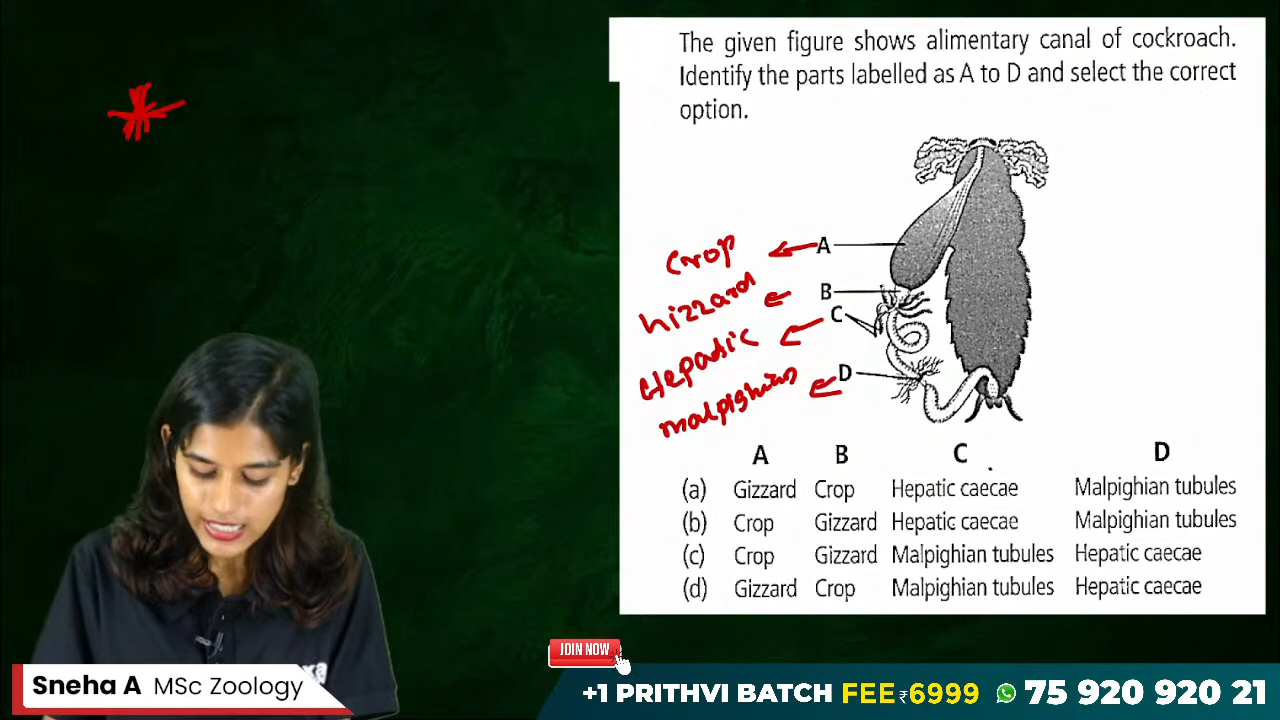 The given figure shows alimentary canal of cockroach.
Identify the parts labelled as A to D and select the correct
option.
Crop A
hizzard B
Hepatic C
malpighian D
A B C D
(a) Gizzard Crop Hepatic caecae Malpighian tubules
(b) Crop Gizzard Hepatic caecae Malpighian tubules
(c) Crop Gizzard Malpighian tubules Hepatic caecae
(d) Gizzard Crop Malpighian tubules Hepatic caecae
JOIN NOW
Sneha A MSc Zoology
+1 PRITHVI BATCH FEE ₹6999 75 920 920 21